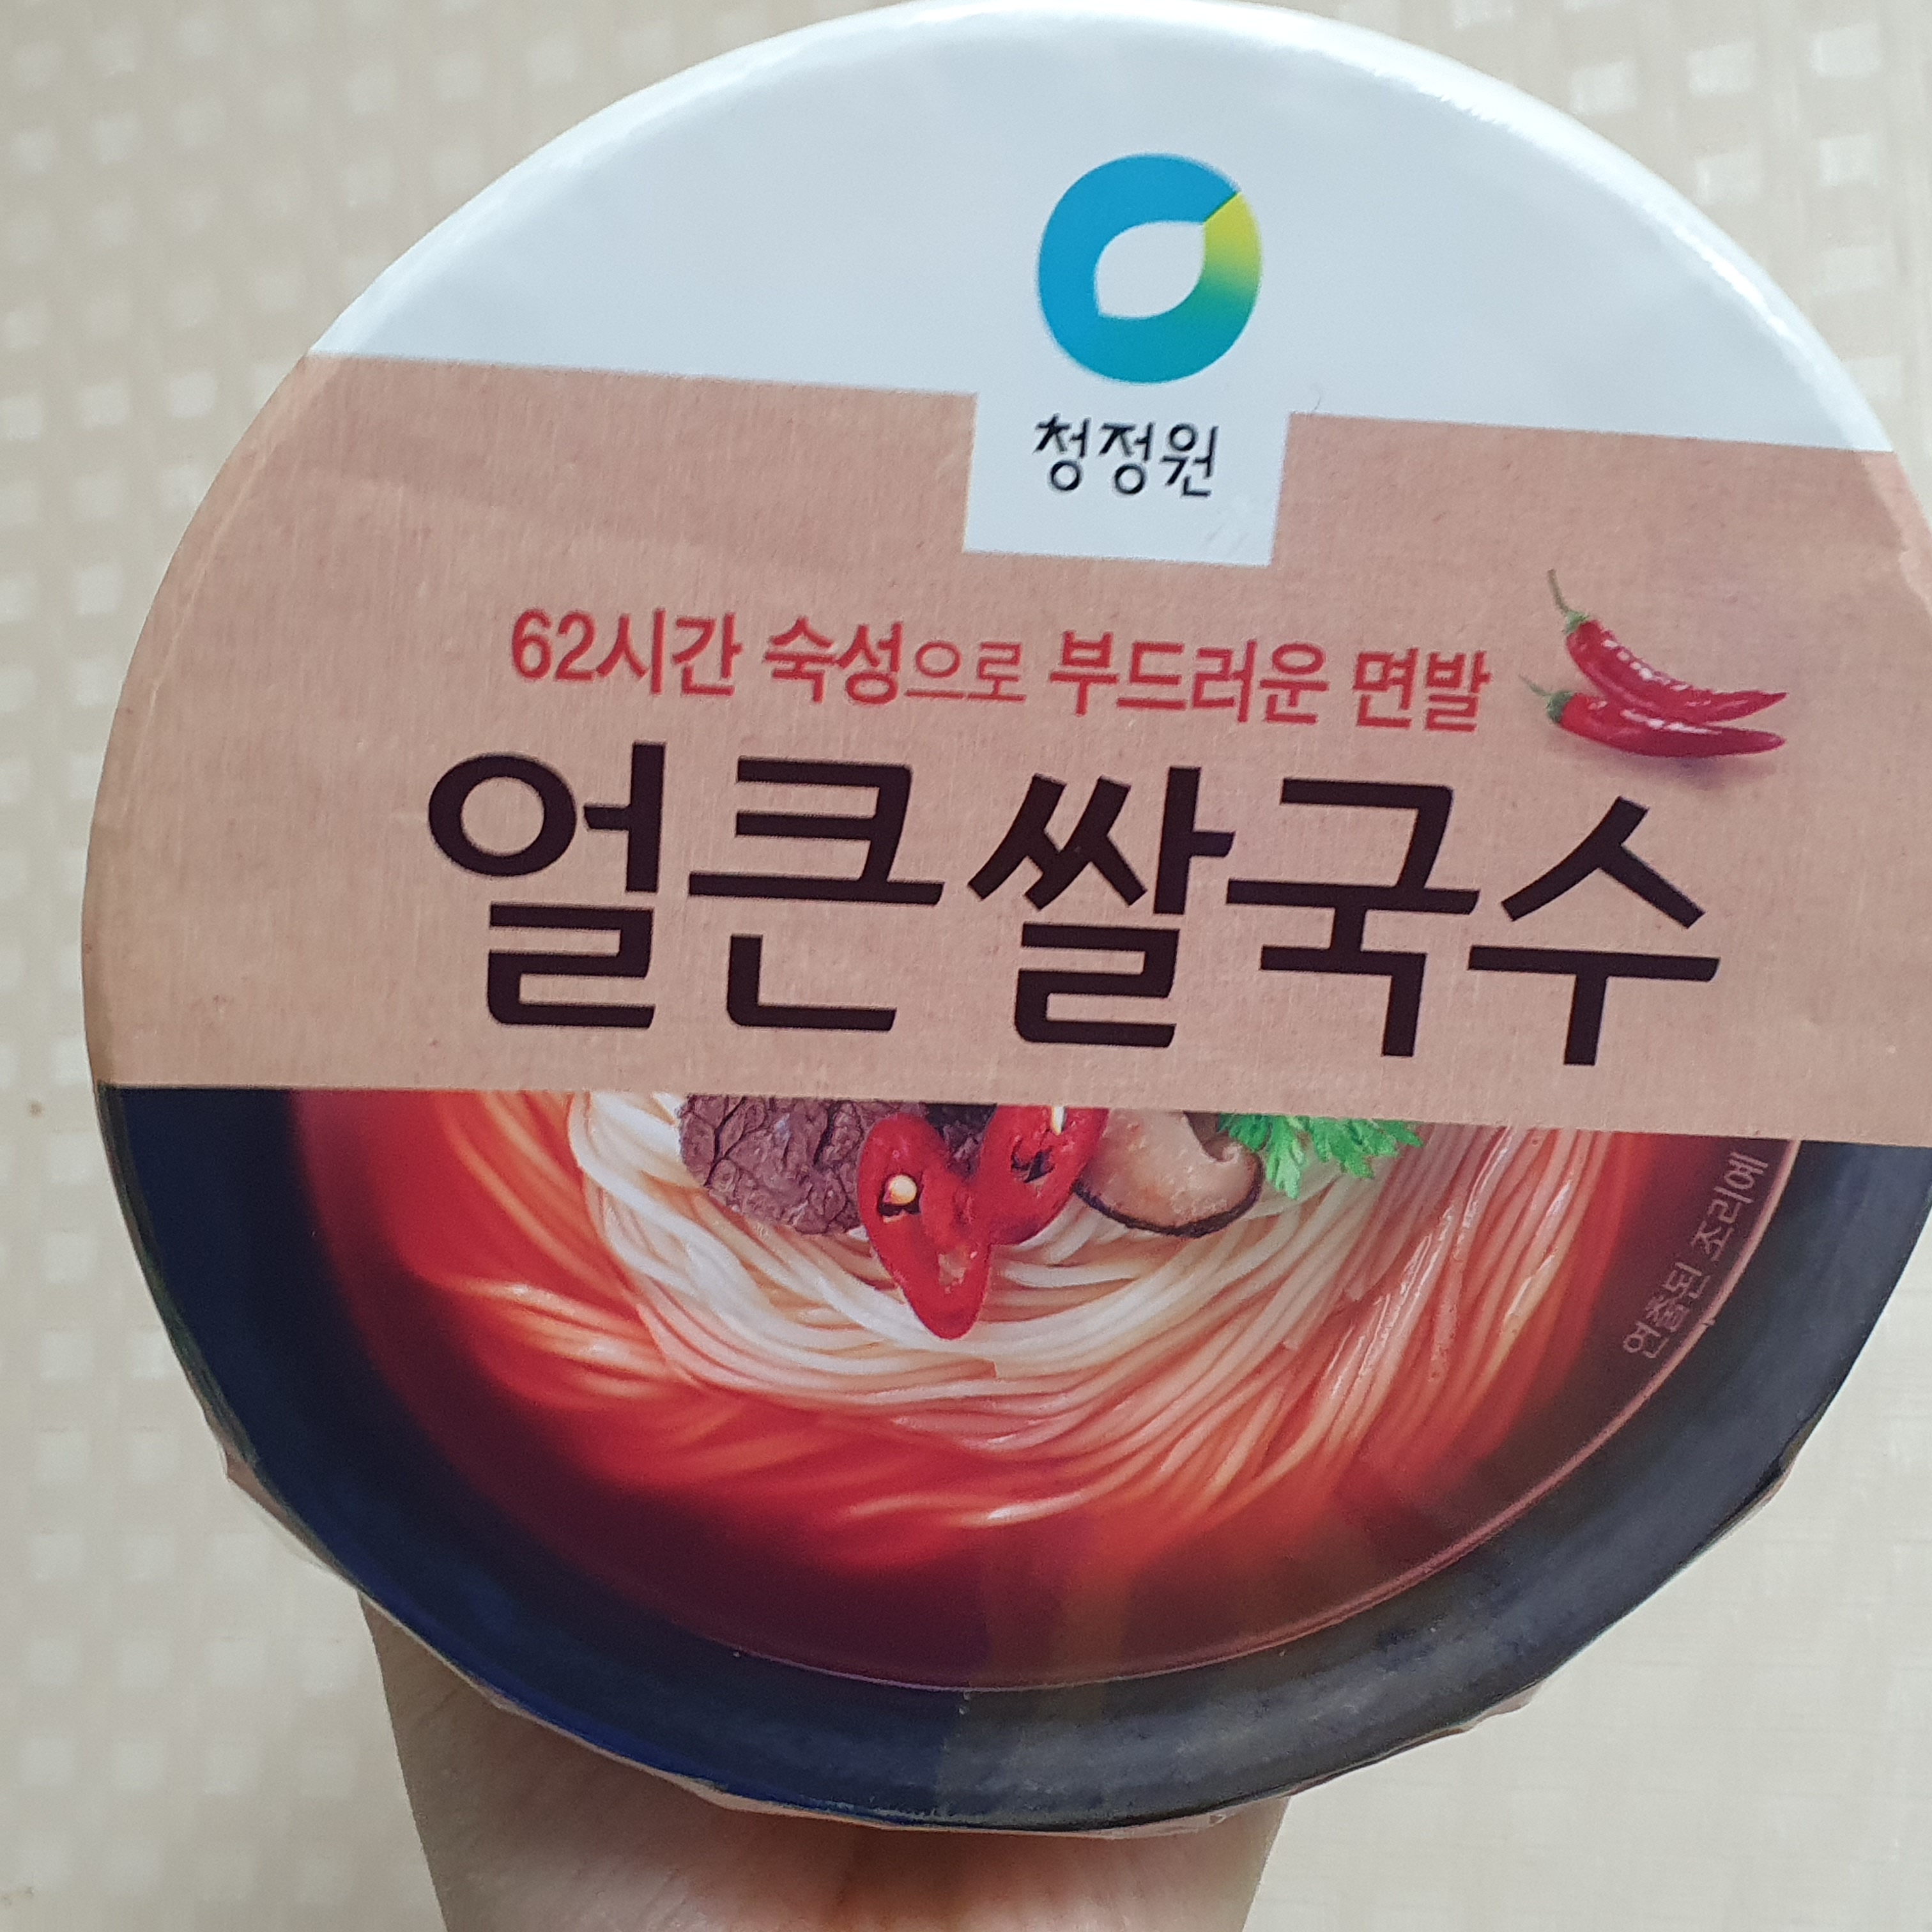 청정원
62시간 숙성으로 부드러운 면발
얼큰 쌀국수
연출된 조리예